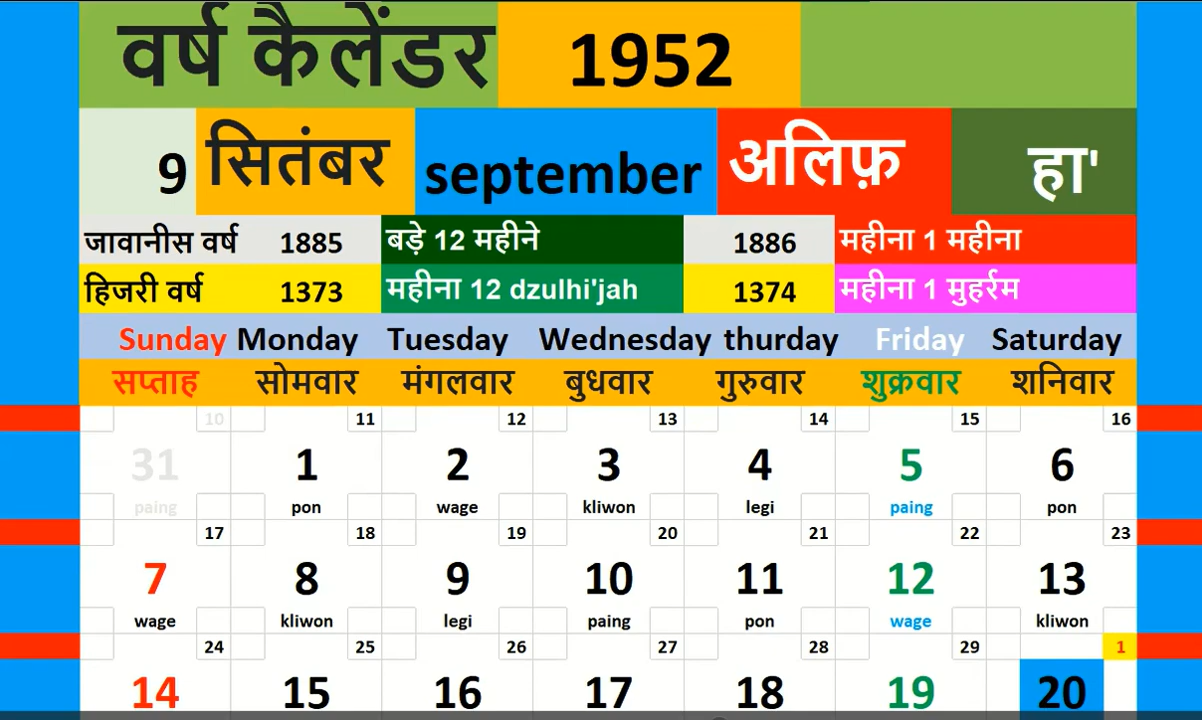 वर्ष कैलेंडर 1952
9 सितंबर september अलिफ़ हा'
जावानीस वर्ष 1885 बड़े 12 महीने 1886 महीना 1 महीना
हिजरी वर्ष 1373 महीना 12 dzulhi'jah 1374 महीना 1 मुहर्रम
Sunday Monday Tuesday Wednesday thurday Friday Saturday
सप्ताह सोमवार मंगलवार बुधवार गुरुवार शुक्रवार शनिवार
10 11 12 13 14 15 16
31 1 2 3 4 5 6
paing pon wage kliwon legi paing pon
17 18 19 20 21 22 23
7 8 9 10 11 12 13
wage kliwon legi paing pon wage kliwon
24 25 26 27 28 29 1
14 15 16 17 18 19 20